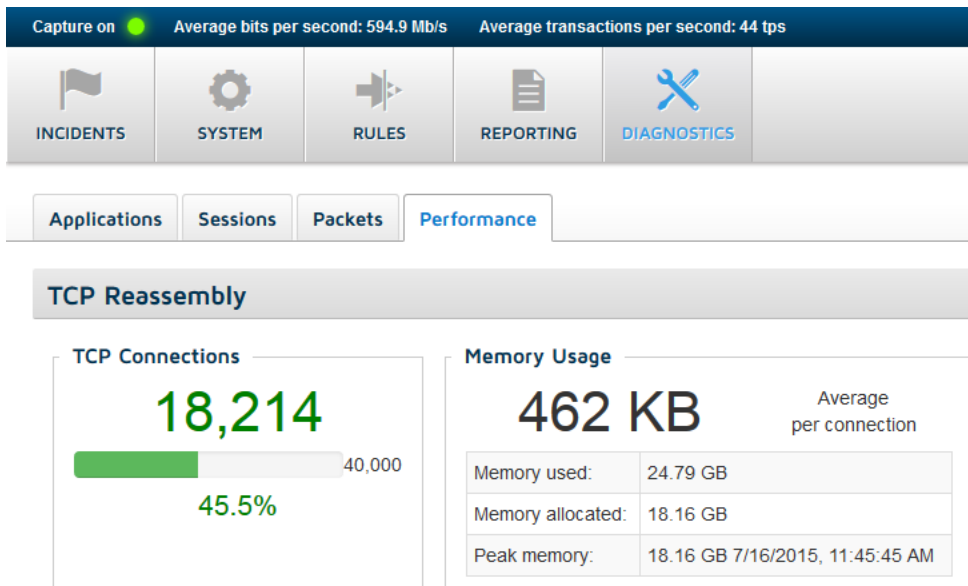 Capture on Average bits per second: 594.9 Mb/s Average transactions per second: 44 tps
INCIDENTS SYSTEM RULES REPORTING DIAGNOSTICS
Applications Sessions Packets Performance
TCP Reassembly
TCP Connections
18,214
40,000
45.5%
Memory Usage
462 KB
Average
per connection
Memory used: 24.79 GB
Memory allocated: 18.16 GB
Peak memory: 18.16 GB 7/16/2015, 11:45:45 AM